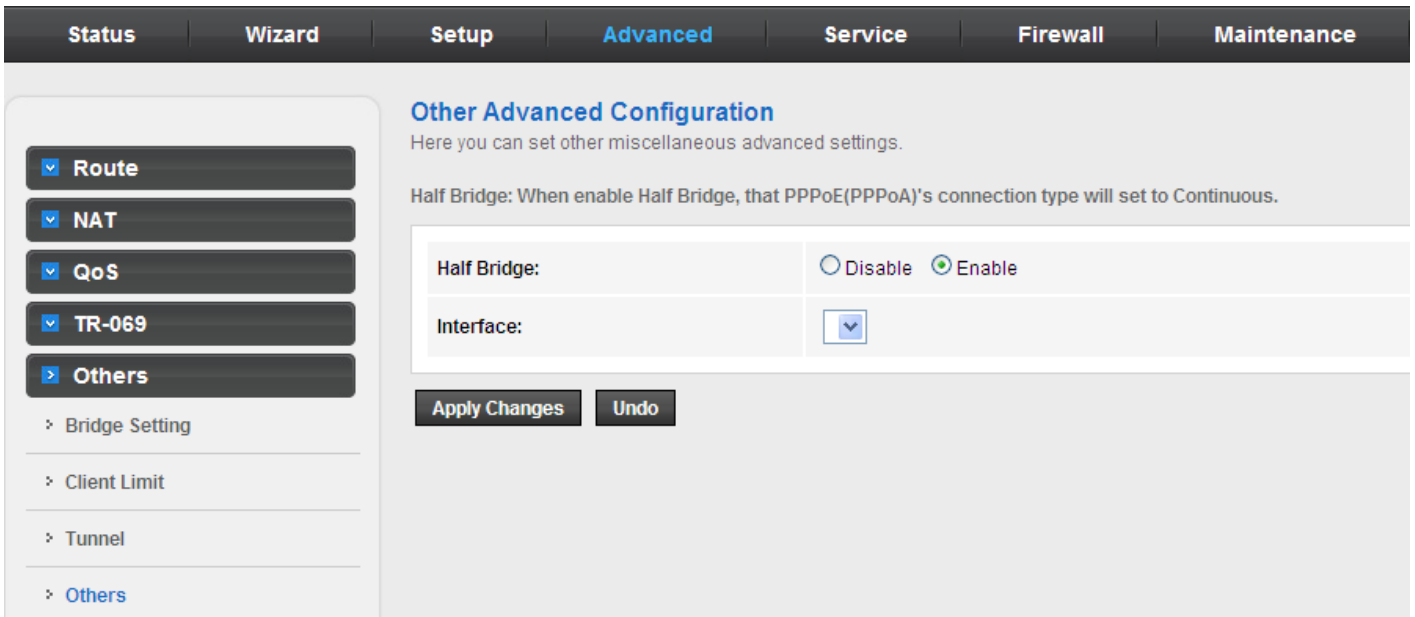 Status Wizard Setup Advanced Service Firewall Maintenance
Route
NAT
QoS
TR-069
Others
Bridge Setting
Client Limit
Tunnel
Others
Other Advanced Configuration
Here you can set other miscellaneous advanced settings.
Half Bridge: When enable Half Bridge, that PPPoE(PPPoA)'s connection type will set to Continuous.
Half Bridge: Disable Enable
Interface:
Apply Changes Undo